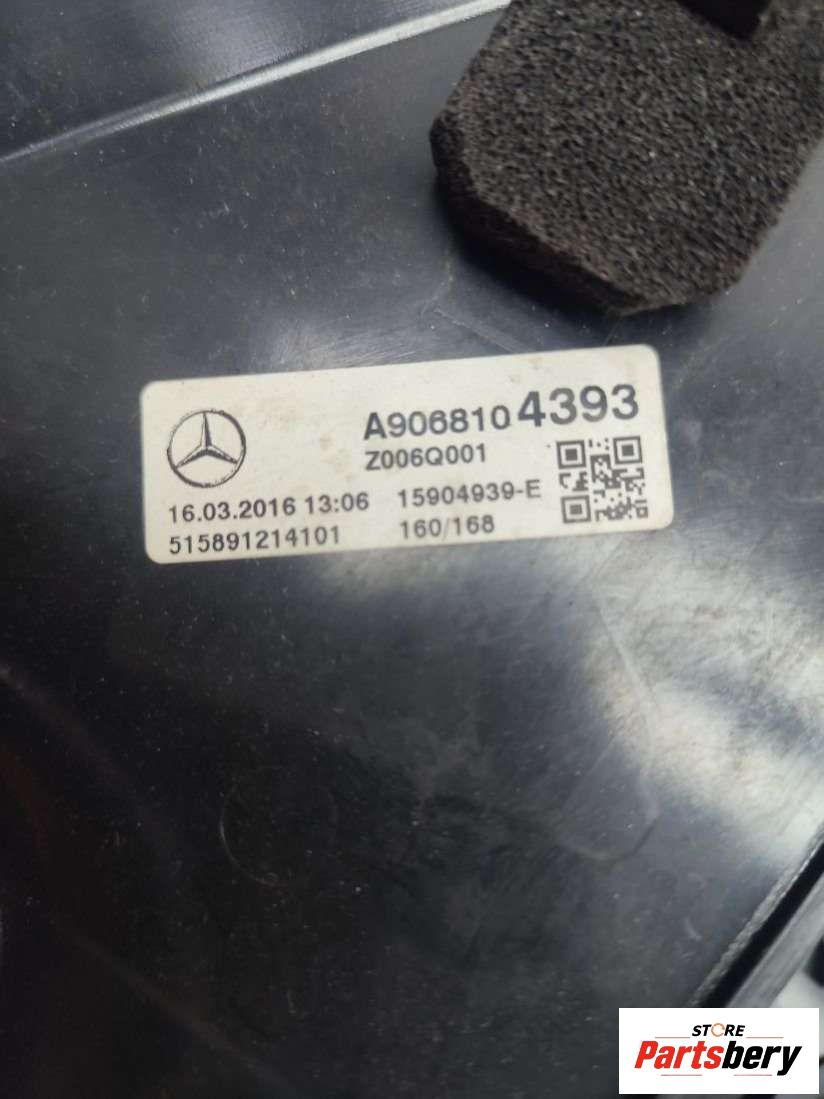 A9068104393
Z006Q001
16.03.2016 13:06 15904939-E
515891214101 160/168
STORE
Partsbery